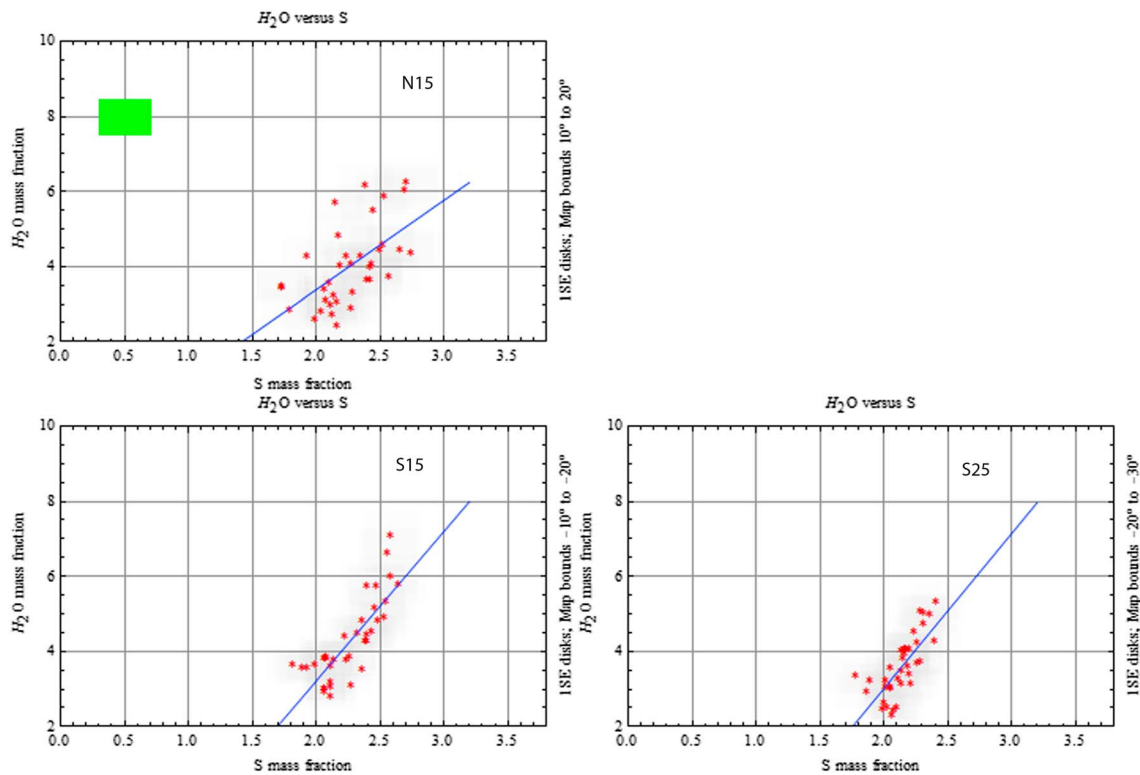 H2O versus S
10
8
6
4
2
H2O mass fraction
N15
1SE disks; Map bounds 10° to 20°
0.0 0.5 1.0 1.5 2.0 2.5 3.0 3.5
S mass fraction
H2O versus S
10
8
6
4
2
H2O mass fraction
S15
1SE disks; Map bounds -10° to -20°
0.0 0.5 1.0 1.5 2.0 2.5 3.0 3.5
S mass fraction
H2O versus S
10
8
6
4
2
H2O mass fraction
S25
1SE disks; Map bounds -20° to -30°
0.0 0.5 1.0 1.5 2.0 2.5 3.0 3.5
S mass fraction